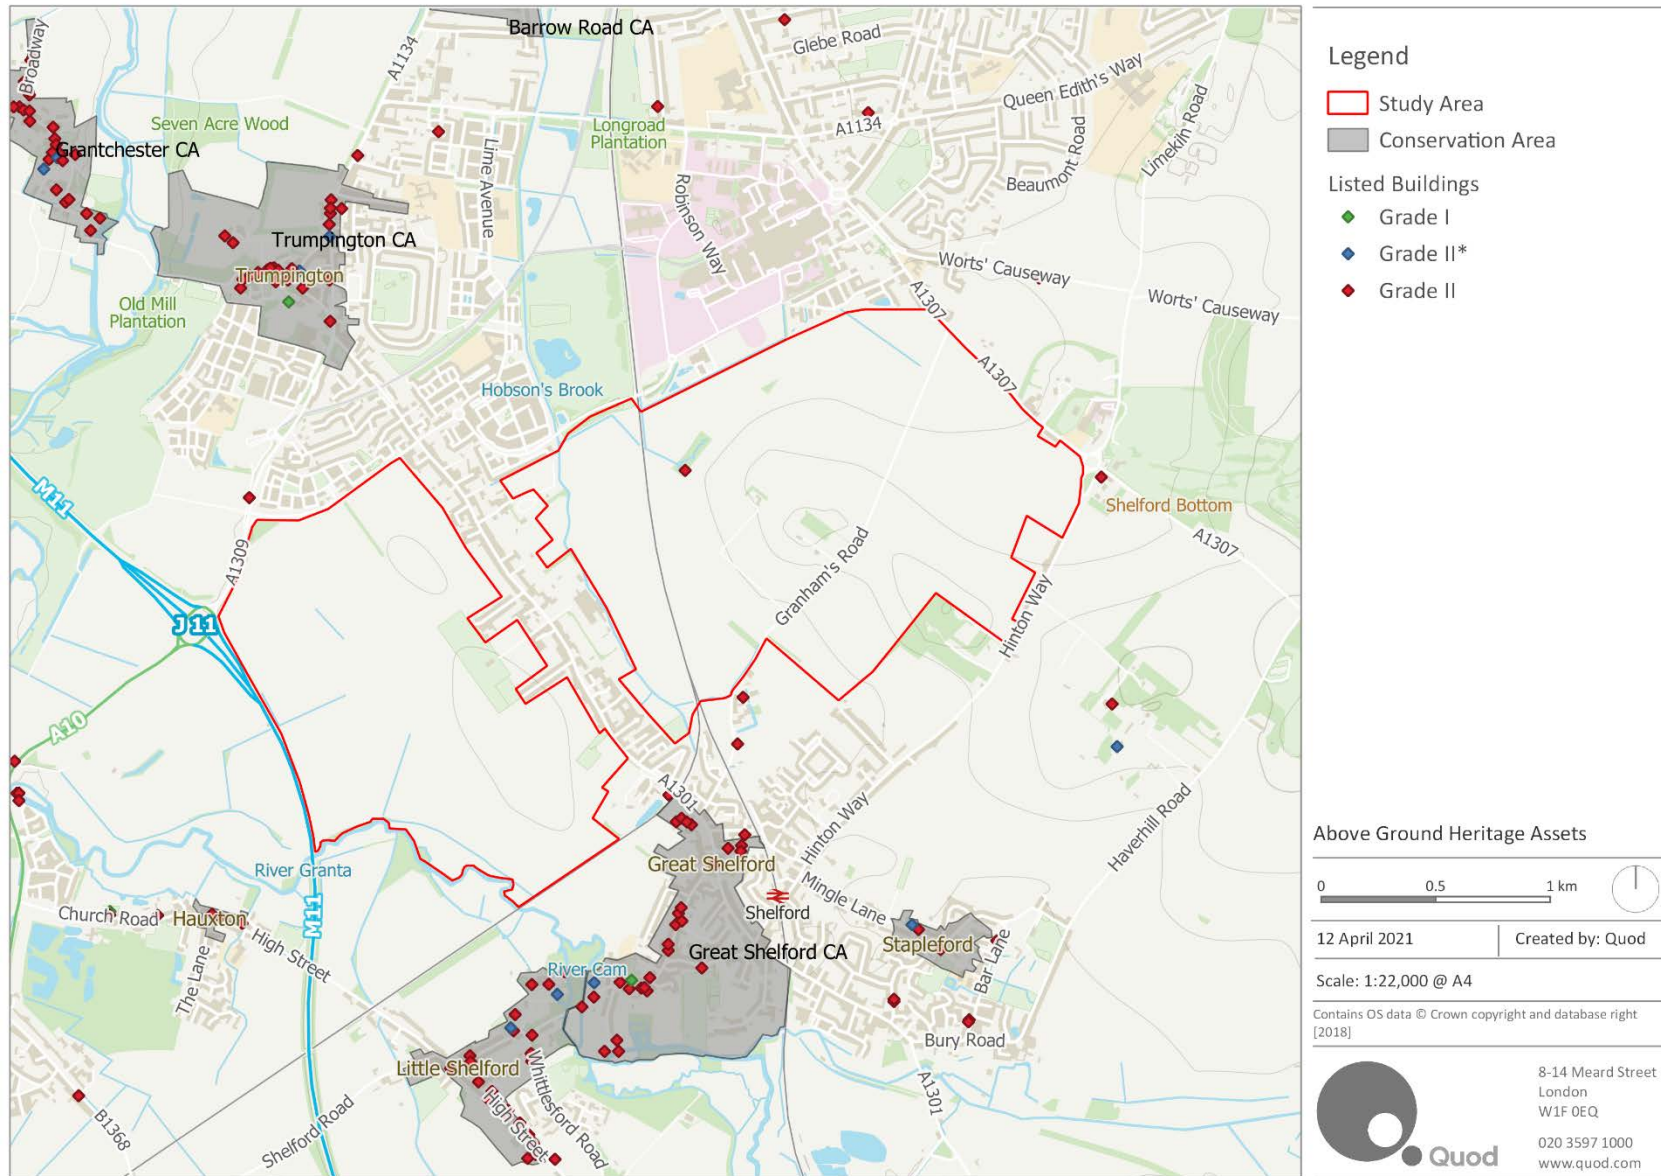 Barrow Road CA
Broadway
A1134
Glebe Road
Queen Edith's Way
Limekin Road
Seven Acre Wood
Grantchester CA
Lime Avenue
Longroad
Plantation
A1134
Beaumont Road
Robinson Way
Trumpington CA
Trumpington
Old Mill
Plantation
Worts' Causeway
Worts' Causeway
A1307
A1307
Hobson's Brook
M11
Shelford Bottom
A1307
A1309
Granham's Road
J 11
Hinton Way
A10
A1301
Hinton Way
Haverhill Road
River Granta
Great Shelford
Mingle Lane
Church Road
Hauxton
High Street
The Lane
M11
Shelford
Stapleford
Great Shelford CA
Bar Lane
River Cam
Bury Road
Little Shelford
Whittlesford Road
High Street
A1301
B1368
Shelford Road
Legend
Study Area
Conservation Area
Listed Buildings
Grade I
Grade II*
Grade II
Above Ground Heritage Assets
0 0.5 1 km
12 April 2021 Created by: Quod
Scale: 1:22,000 @ A4
Contains OS data © Crown copyright and database right
[2018]
Quod
8-14 Meard Street
London
W1F 0EQ
020 3597 1000
www.quod.com